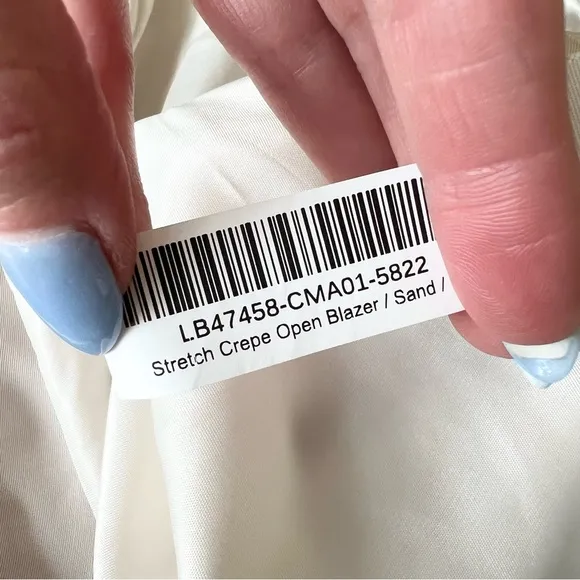 LB47458-CMA01-5822
Stretch Crepe Open Blazer / Sand /